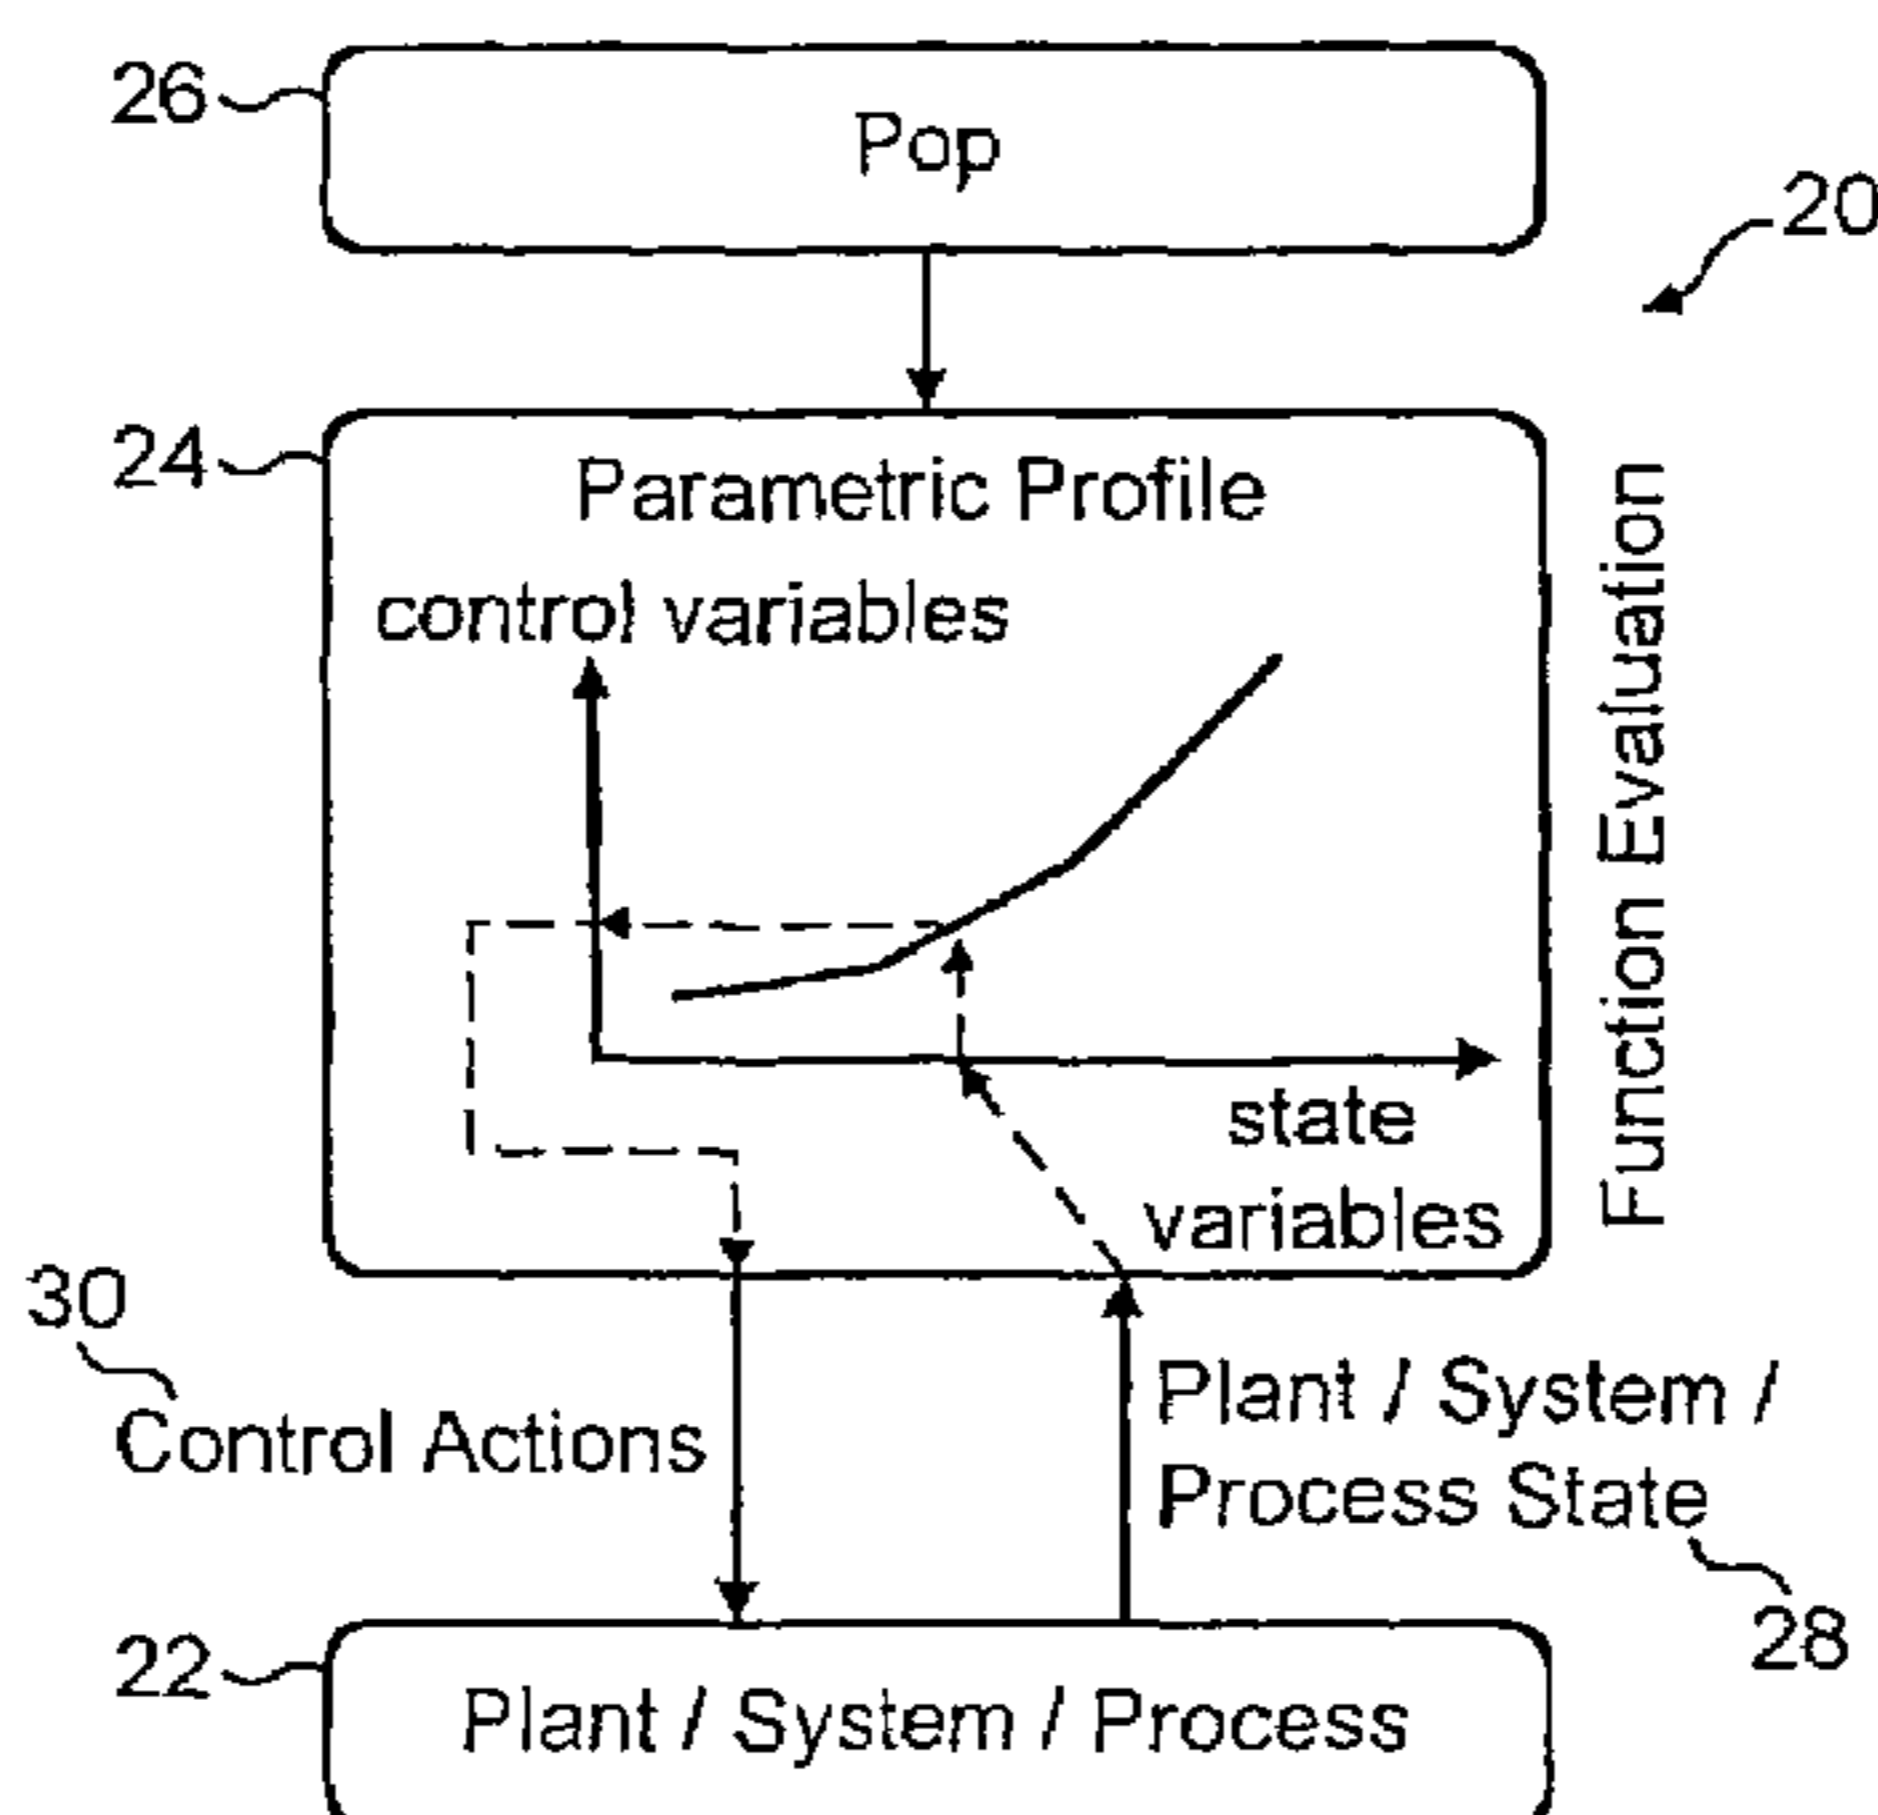 26
Pop
20
24
Parametric Profile
control variables
Function Evaluation
state
variables
30
Control Actions
Plant / System /
Process State
28
22
Plant / System / Process